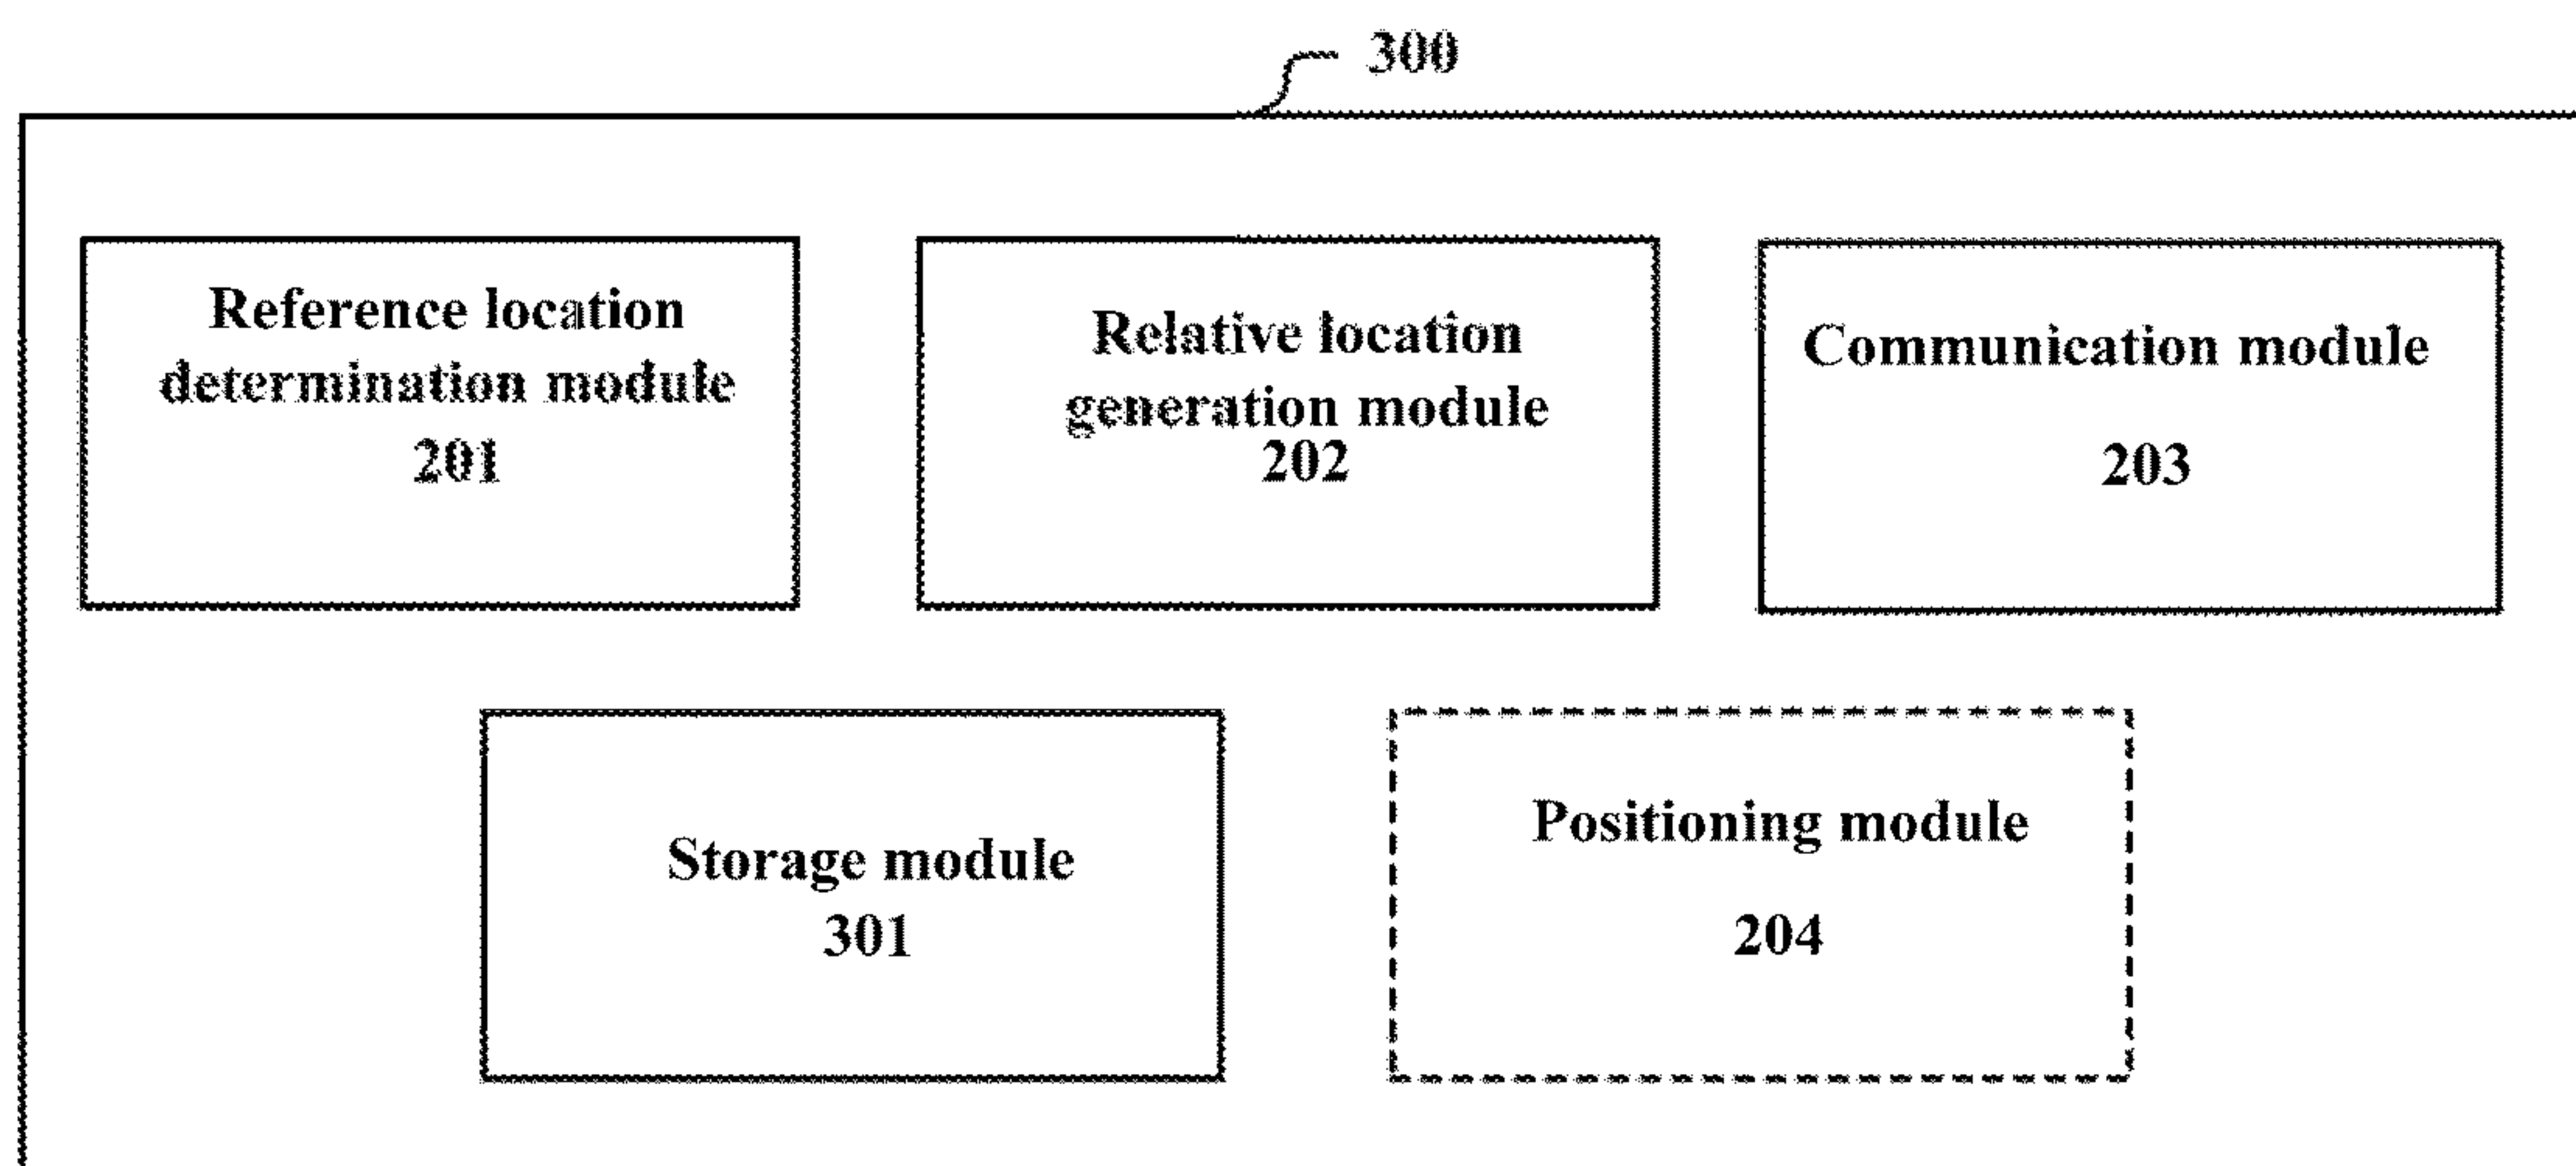 300
Reference location
determination module
201
Relative location
generation module
202
Communication module
203
Storage module
301
Positioning module
204